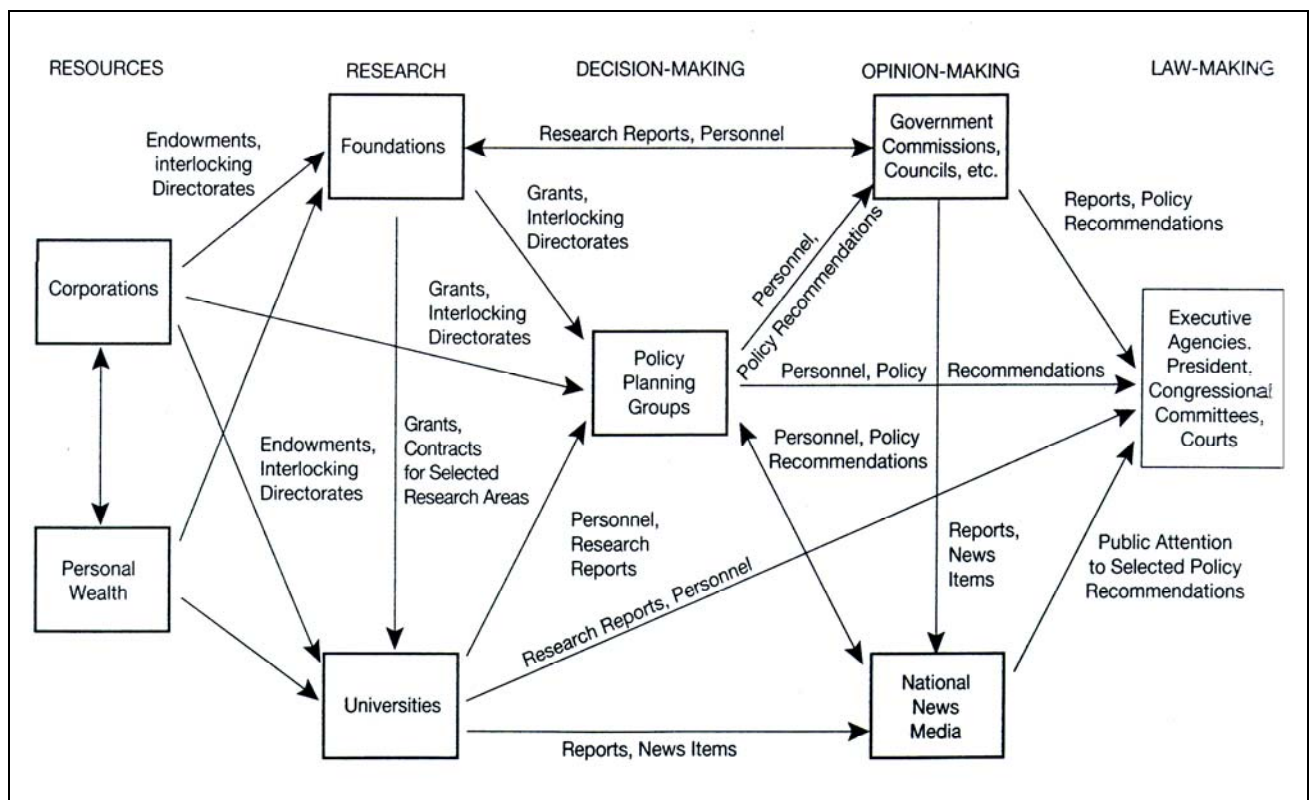 RESOURCES
RESEARCH
DECISION-MAKING
OPINION-MAKING
LAW-MAKING
Endowments,
interlocking
Directorates
Foundations
Research Reports, Personnel
Government
Commissions,
Councils, etc.
Grants,
Interlocking
Directorates
Reports, Policy
Recommendations
Corporations
Grants,
Interlocking
Directorates
Personnel,
Policy Recommendations
Policy
Planning
Groups
Personnel, Policy Recommendations
Executive
Agencies.
President.
Congressional
Committees,
Courts
Endowments,
Interlocking
Directorates
Grants,
Contracts
for Selected
Research Areas
Personnel, Policy
Recommendations
Personal
Wealth
Personnel,
Research
Reports
Research Reports, Personnel
Reports,
News
Items
Public Attention
to Selected Policy
Recommendations
Universities
Reports, News Items
National
News
Media